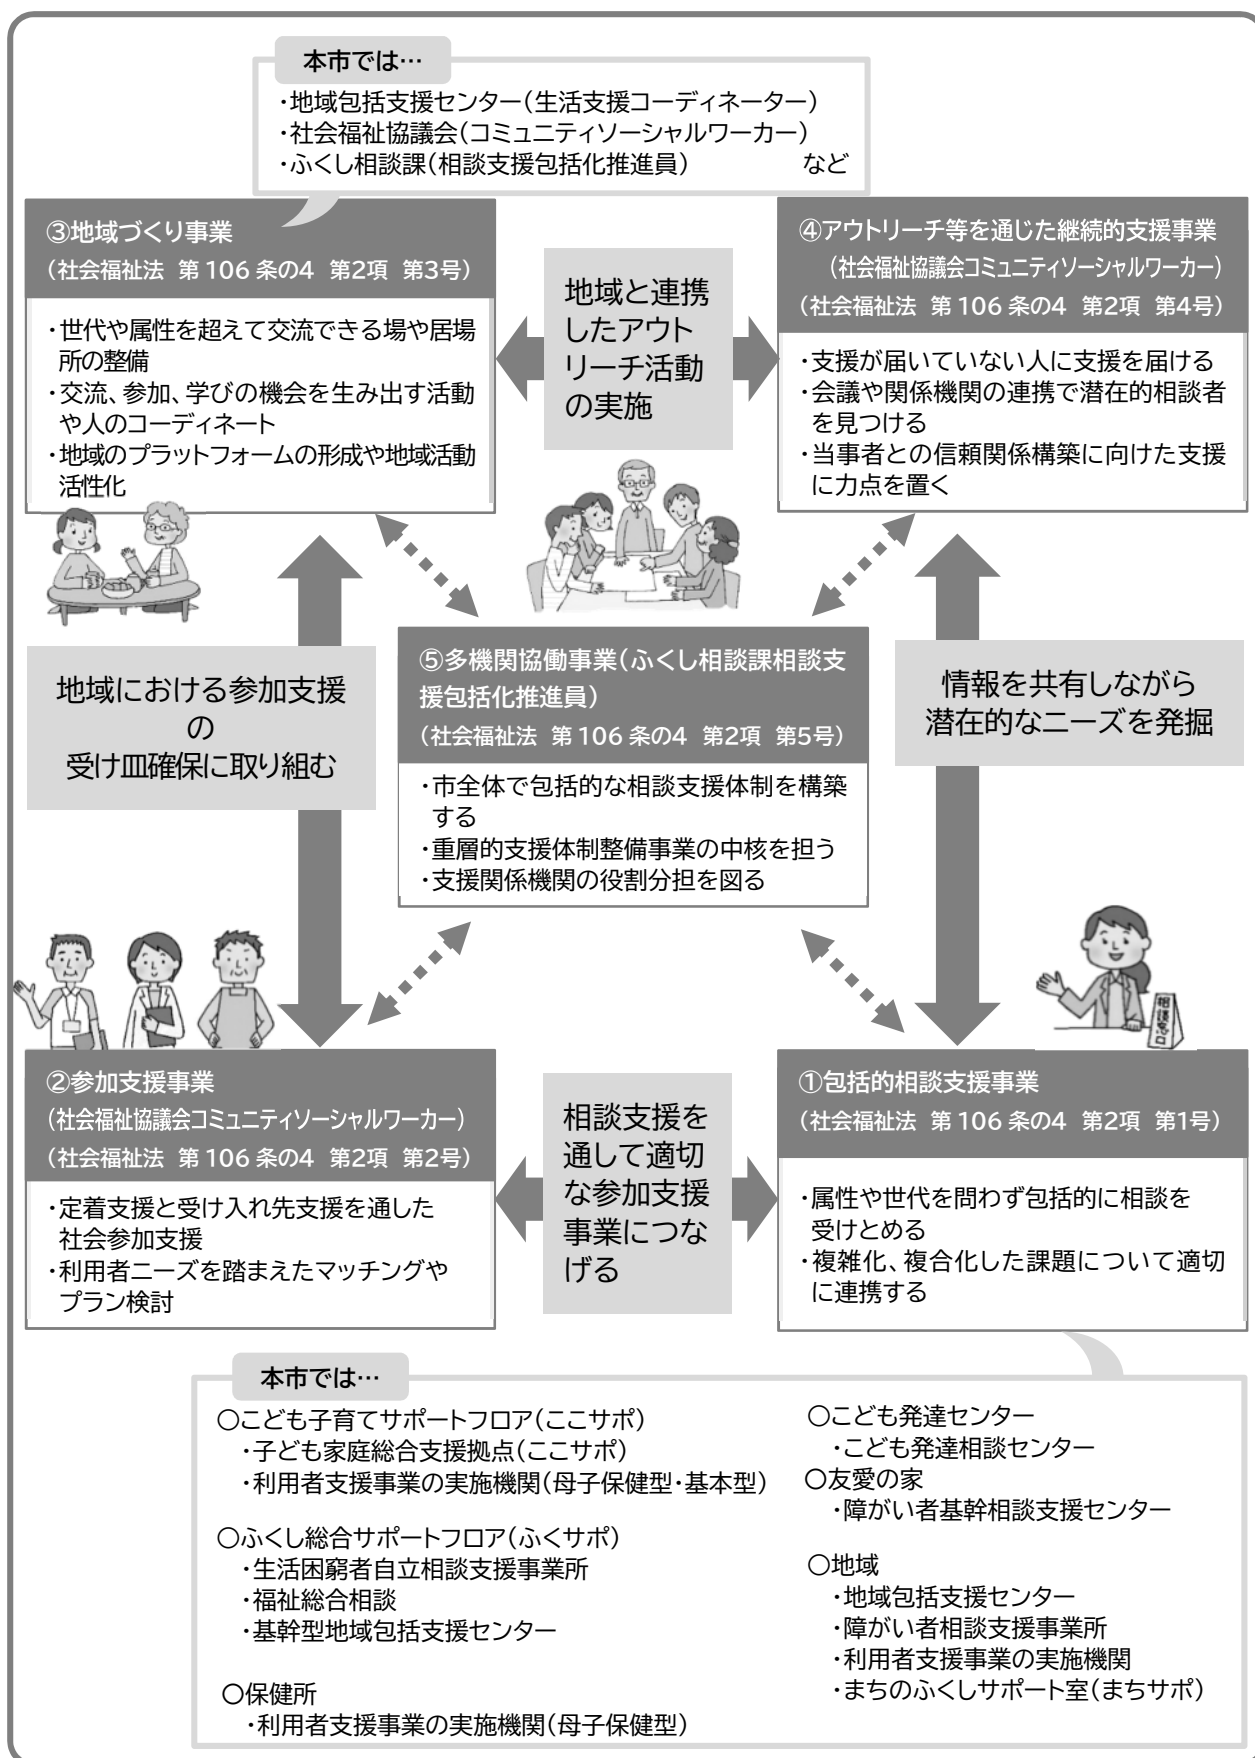 本市では…
・地域包括支援センター(生活支援コーディネーター)
・社会福祉協議会(コミュニティソーシャルワーカー)
・ふくし相談課(相談支援包括化推進員)　など
③地域づくり事業
(社会福祉法 第106条の4 第2項 第3号)
・世代や属性を超えて交流できる場や居場
所の整備
・交流、参加、学びの機会を生み出す活動
や人のコーディネート
・地域のプラットフォームの形成や地域活動
活性化
地域と連携
したアウト
リーチ活動
の実施
④アウトリーチ等を通じた継続的支援事業
(社会福祉協議会コミュニティソーシャルワーカー)
(社会福祉法 第106条の4 第2項 第4号)
・支援が届いていない人に支援を届ける
・会議や関係機関の連携で潜在的相談者
を見つける
・当事者との信頼関係構築に向けた支援
に力点を置く
地域における参加支援
の
受け皿確保に取り組む
⑤多機関協働事業(ふくし相談課相談支
援包括化推進員)
(社会福祉法 第106条の4 第2項 第5号)
・市全体で包括的な相談支援体制を構築
する
・重層的支援体制整備事業の中核を担う
・支援関係機関の役割分担を図る
情報を共有しながら
潜在的なニーズを発掘
相談窓口
②参加支援事業
(社会福祉協議会コミュニティソーシャルワーカー)
(社会福祉法 第106条の4 第2項 第2号)
・定着支援と受け入れ先支援を通した
社会参加支援
・利用者ニーズを踏まえたマッチングや
プラン検討
相談支援を
通して適切
な参加支援
事業につな
げる
①包括的相談支援事業
(社会福祉法 第106条の4 第2項 第1号)
・属性や世代を問わず包括的に相談を
受けとめる
・複雑化、複合化した課題について適切
に連携する
本市では…
○こども子育てサポートフロア(ここサポ)
・子ども家庭総合支援拠点(ここサポ)
・利用者支援事業の実施機関(母子保健型・基本型)
○ふくし総合サポートフロア(ふくサポ)
・生活困窮者自立相談支援事業所
・福祉総合相談
・基幹型地域包括支援センター
○保健所
・利用者支援事業の実施機関(母子保健型)
○こども発達センター
・こども発達相談センター
○友愛の家
・障がい者基幹相談支援センター
○地域
・地域包括支援センター
・障がい者相談支援事業所
・利用者支援事業の実施機関
・まちのふくしサポート室(まちサポ)